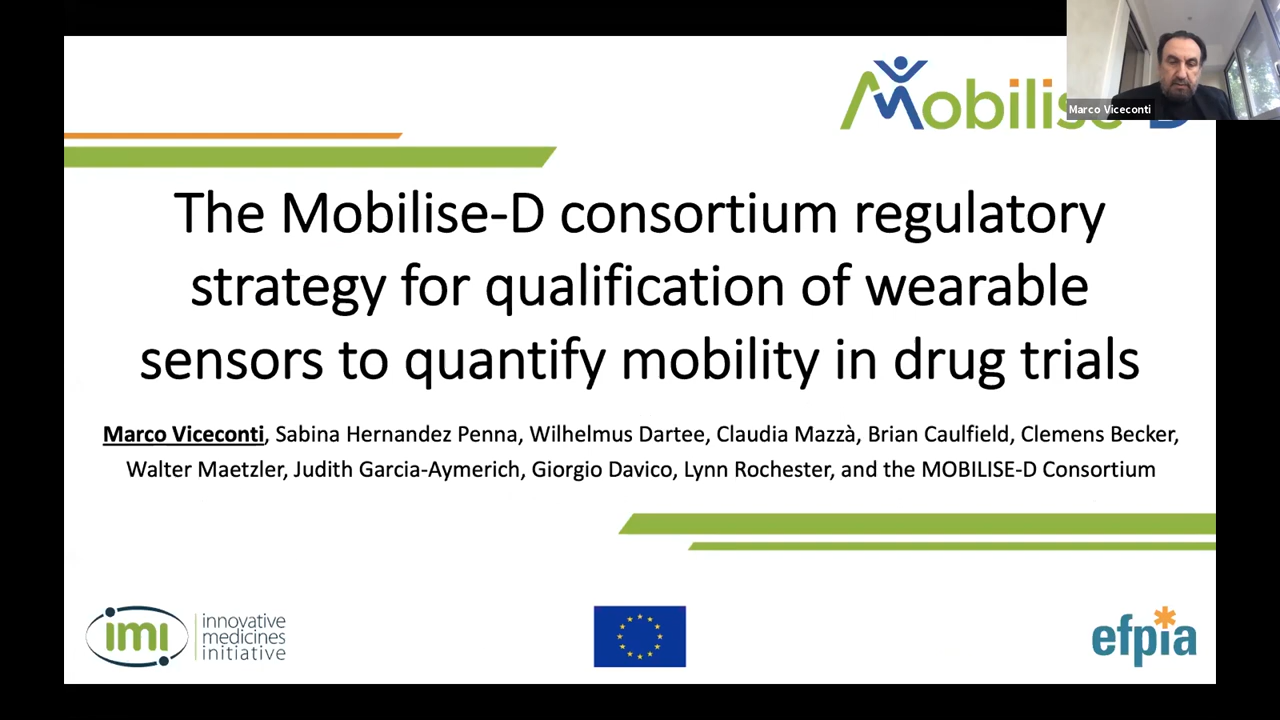 Mobilise-D
Marco Viceconti
The Mobilise-D consortium regulatory
strategy for qualification of wearable
sensors to quantify mobility in drug trials
Marco Viceconti, Sabina Hernandez Penna, Wilhelmus Dartee, Claudia Mazzà, Brian Caulfield, Clemens Becker,
Walter Maetzler, Judith Garcia-Aymerich, Giorgio Davico, Lynn Rochester, and the MOBILISE-D Consortium
imi
innovative
medicines
initiative
efpia